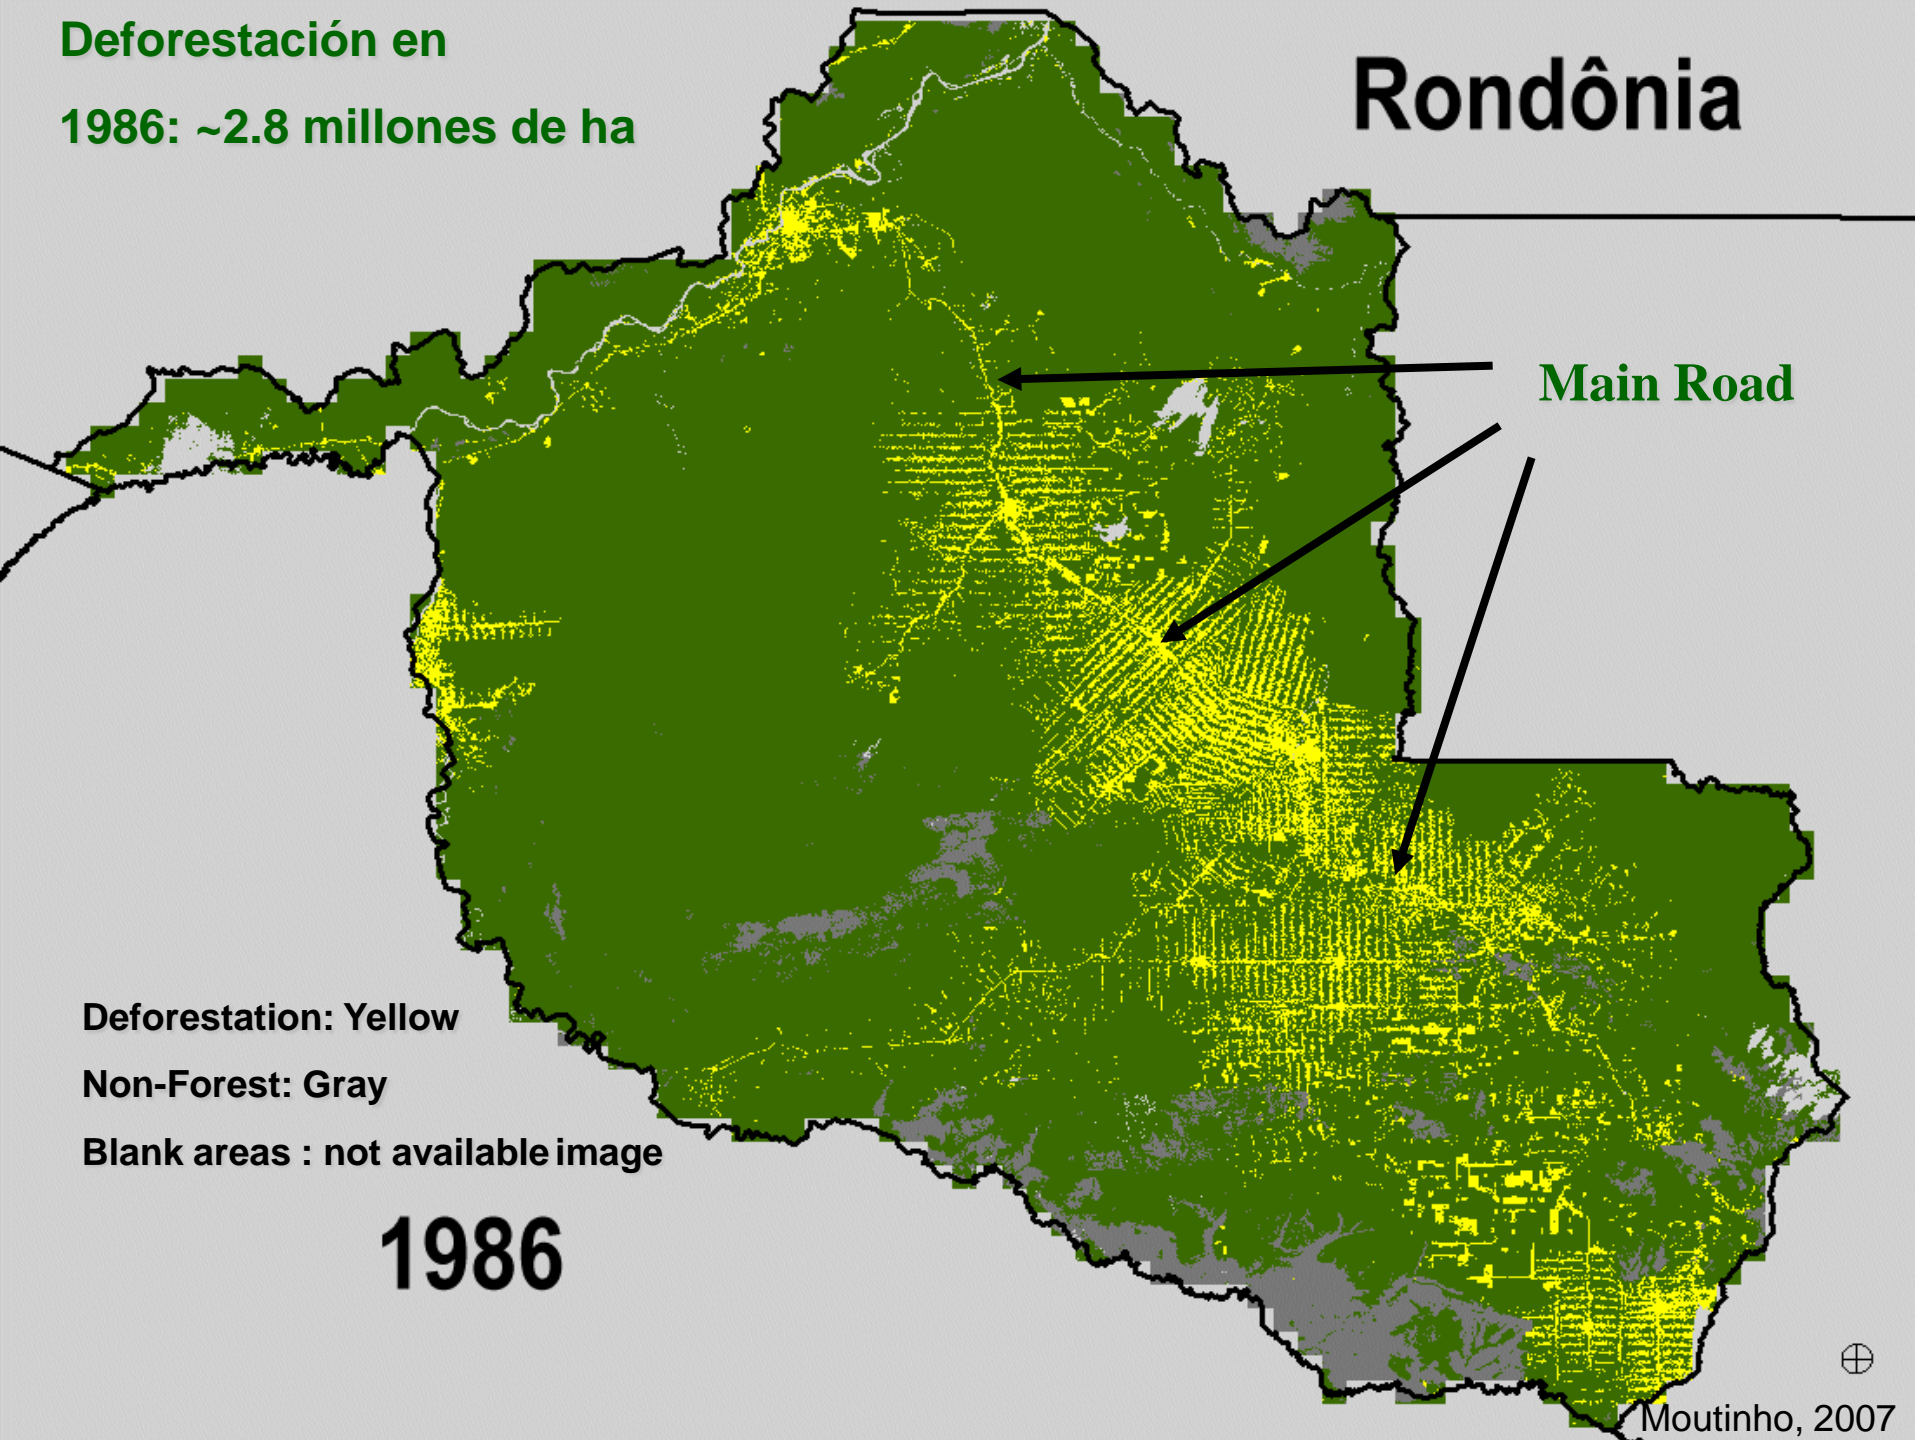 Deforestación en
1986: ~2.8 millones de ha
Rondônia
Main Road
Deforestation: Yellow
Non-Forest: Gray
Blank areas : not available image
1986
Moutinho, 2007